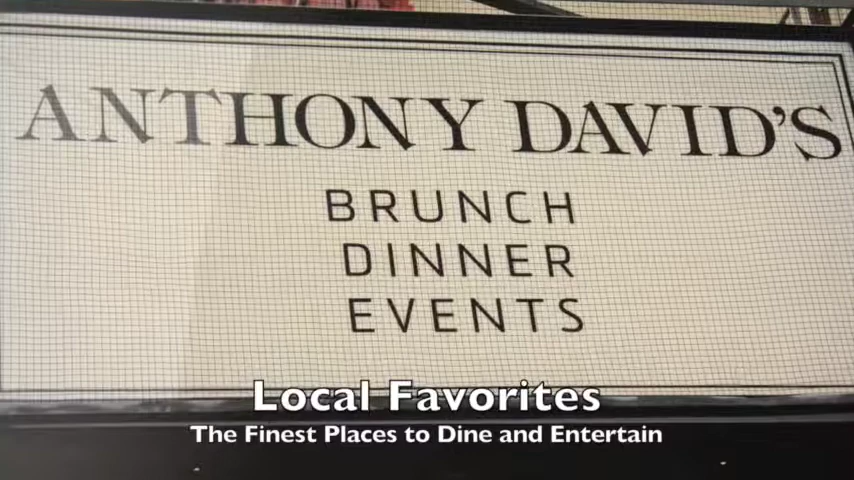 ANTHONY DAVID'S
BRUNCH
DINNER
EVENTS
Local Favorites
The Finest Places to Dine and Entertain